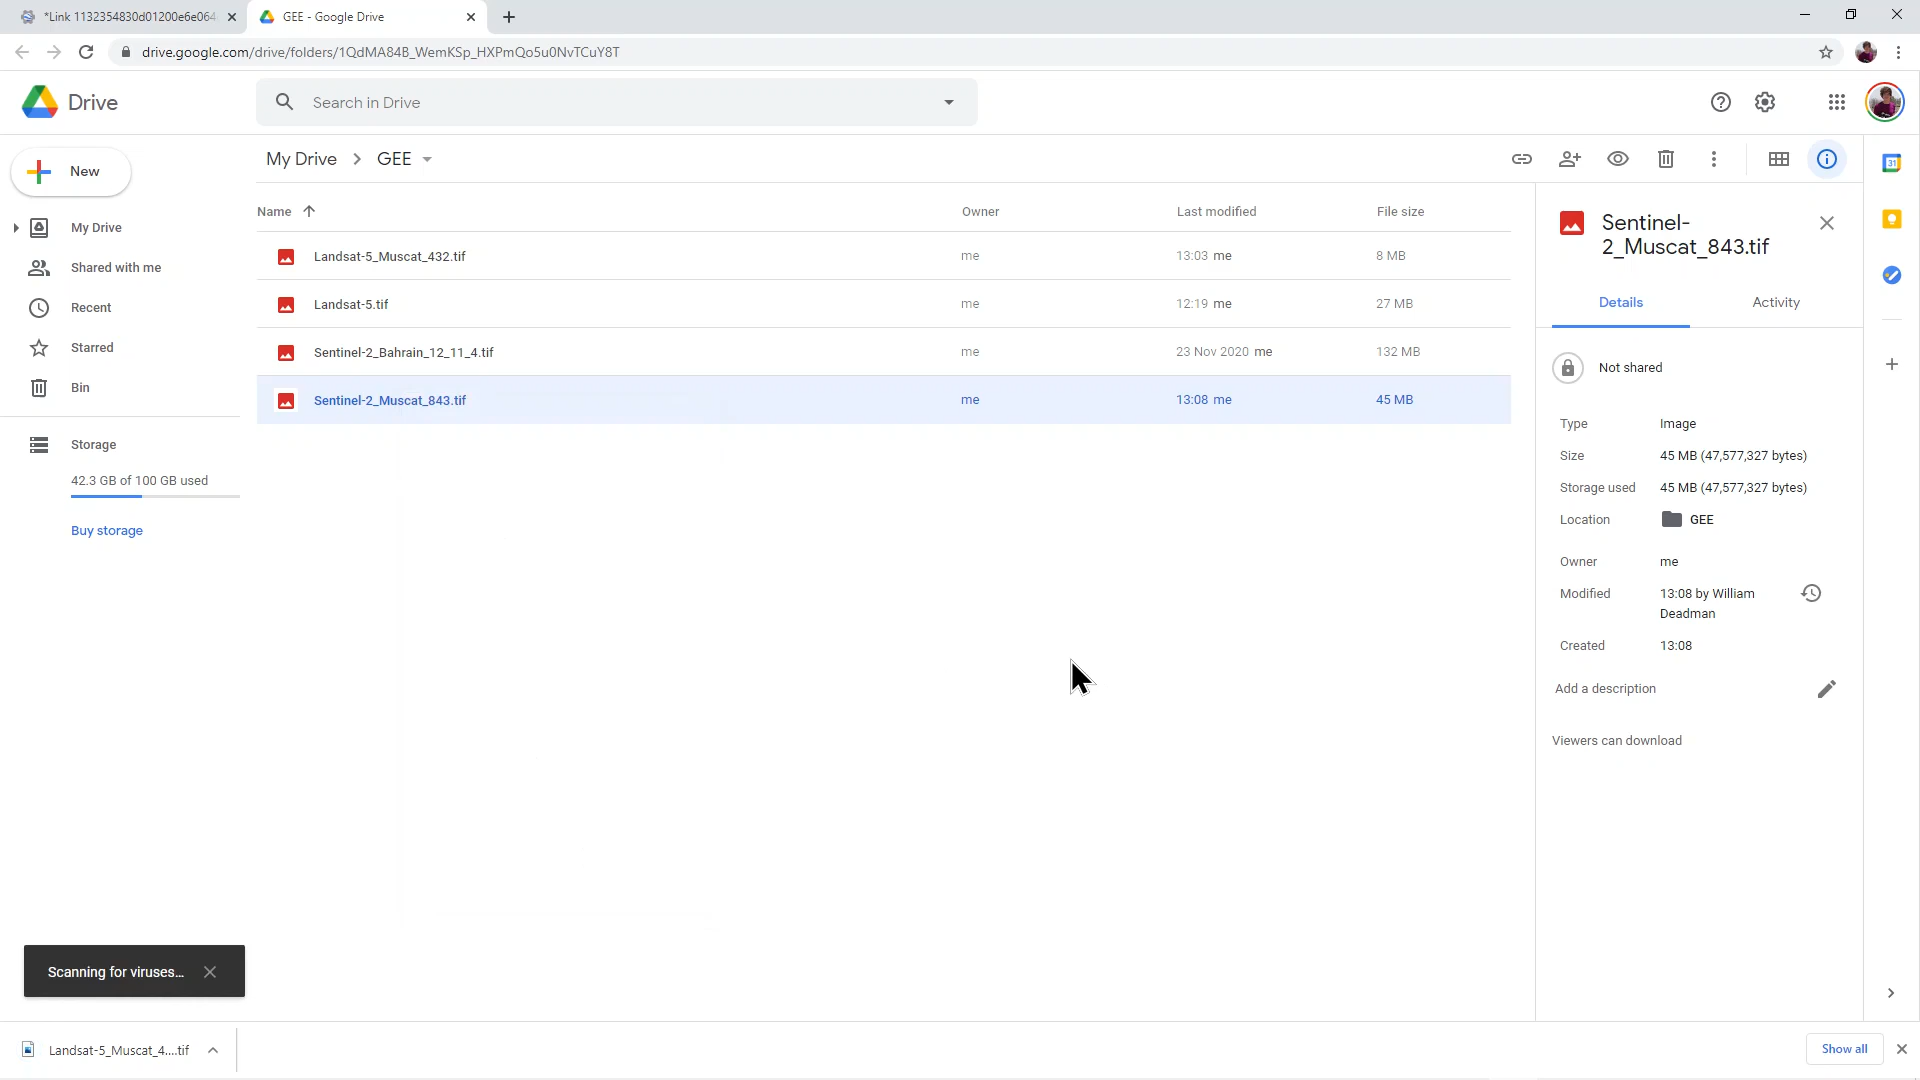 *Link 1132354830d01200e6e064
GEE - Google Drive
drive.google.com/drive/folders/1QdMA84B_WemKSp_HXPmQo5u0NvTCuY8T
Drive
Search in Drive
New
My Drive
Shared with me
Recent
Starred
Bin
Storage
42.3 GB of 100 GB used
Buy storage
My Drive > GEE
Name Owner Last modified File size
Landsat-5_Muscat_432.tif me 13:03 me 8 MB
Landsat-5.tif me 12:19 me 27 MB
Sentinel-2_Bahrain_12_11_4.tif me 23 Nov 2020 me 132 MB
Sentinel-2_Muscat_843.tif me 13:08 me 45 MB
Sentinel-
2_Muscat_843.tif
Details Activity
Not shared
Type Image
Size 45 MB (47,577,327 bytes)
Storage used 45 MB (47,577,327 bytes)
Location GEE
Owner me
Modified 13:08 by William
Deadman
Created 13:08
Add a description
Viewers can download
31
Scanning for viruses...
Landsat-5_Muscat_4....tif
Show all